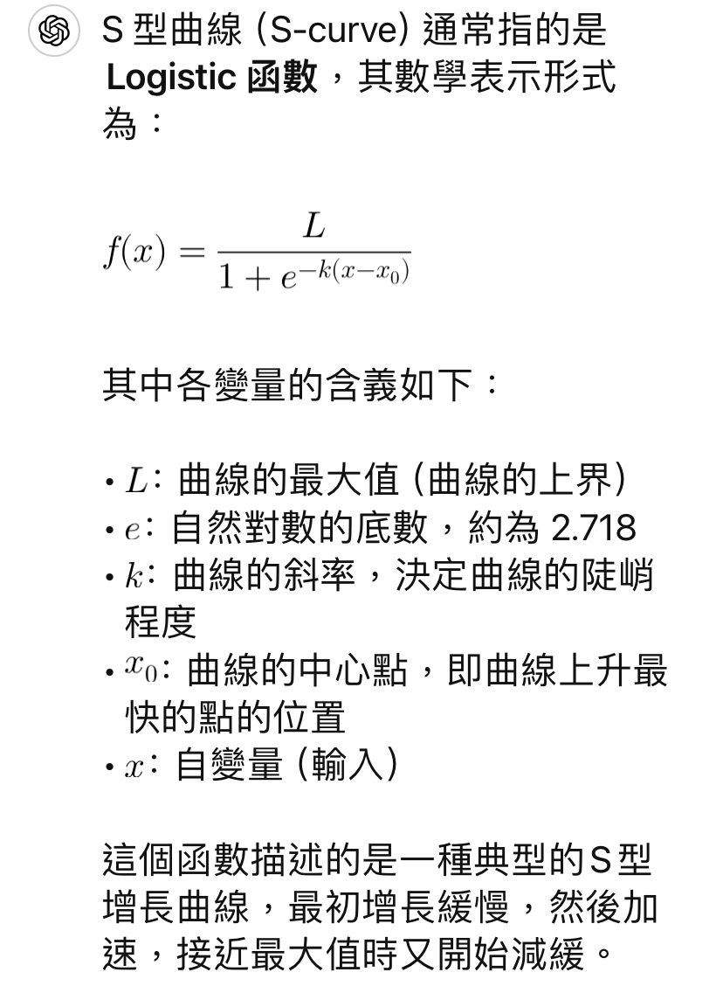 S 型曲線 (S-curve) 通常指的是
Logistic 函數，其數學表示形式
為：
f(x) = \frac{L}{1 + e^{-k(x-x_0)}}
其中各變量的含義如下：
• L: 曲線的最大值 (曲線的上界)
• e: 自然對數的底數，約為 2.718
• k: 曲線的斜率，決定曲線的陡峭
程度
• x_0: 曲線的中心點，即曲線上升最
快的點的位置
• x: 自變量 (輸入)
這個函數描述的是一種典型的S型
增長曲線，最初增長緩慢，然後加
速，接近最大值時又開始減緩。